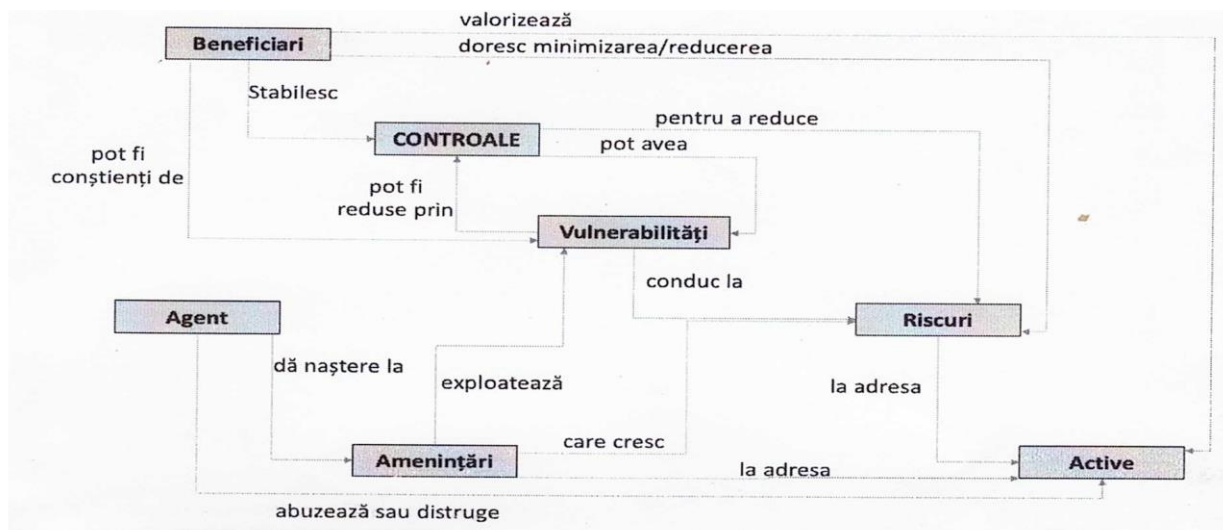 valorizează
Beneficiari
doresc minimizarea/reducerea
Stabilesc
pentru a reduce
CONTROALE
pot avea
pot fi
conștienți de
pot fi
reduse prin
Vulnerabilități
conduc la
Agent
Riscuri
dă naștere la
exploatează
la adresa
care cresc
Amenințări
la adresa
Active
abuzează sau distruge